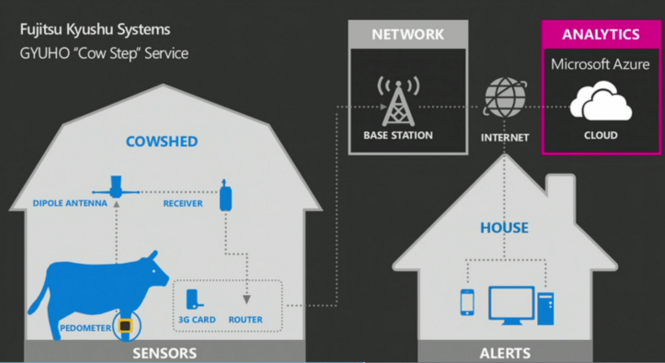 Fujitsu Kyushu Systems
GYUHO “Cow Step” Service
NETWORK
BASE STATION
INTERNET
ANALYTICS
Microsoft Azure
CLOUD
COWSHED
DIPOLE ANTENNA
RECEIVER
PEDOMETER
3G CARD
ROUTER
SENSORS
HOUSE
ALERTS